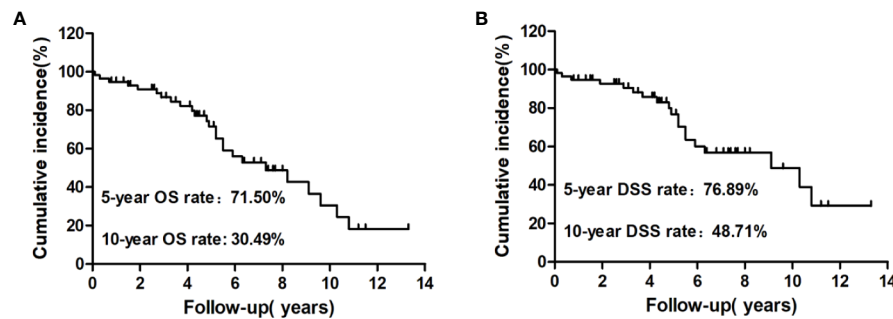 A
Cumulative incidence(%)
120
100
80
60
40
20
0
5-year OS rate：71.50%
10-year OS rate: 30.49%
0 2 4 6 8 10 12 14
Follow-up( years)
B
Cumulative incidence(%)
120
100
80
60
40
20
0
5-year DSS rate：76.89%
10-year DSS rate：48.71%
0 2 4 6 8 10 12 14
Follow-up( years)